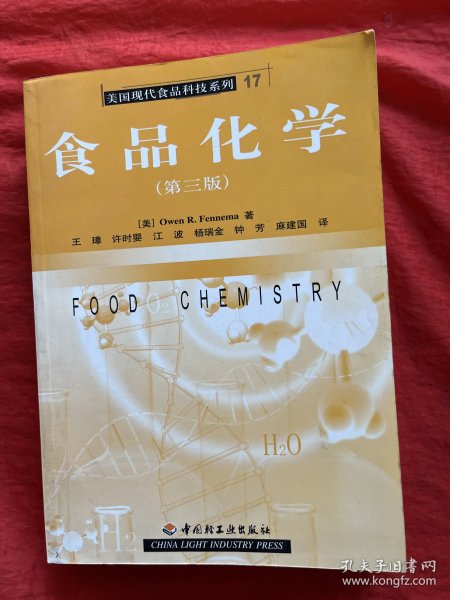 美国现代食品科技系列 17
食品化学
(第三版)
[美] Owen R. Fennema 著
王 璋 许时婴 江 波 杨瑞金 钟 芳 麻建国 译
FOOD CHEMISTRY
O2
H2O
H2
中国轻工业出版社
CHINA LIGHT INDUSTRY PRESS
孔夫子旧书网
www.kongfz.com